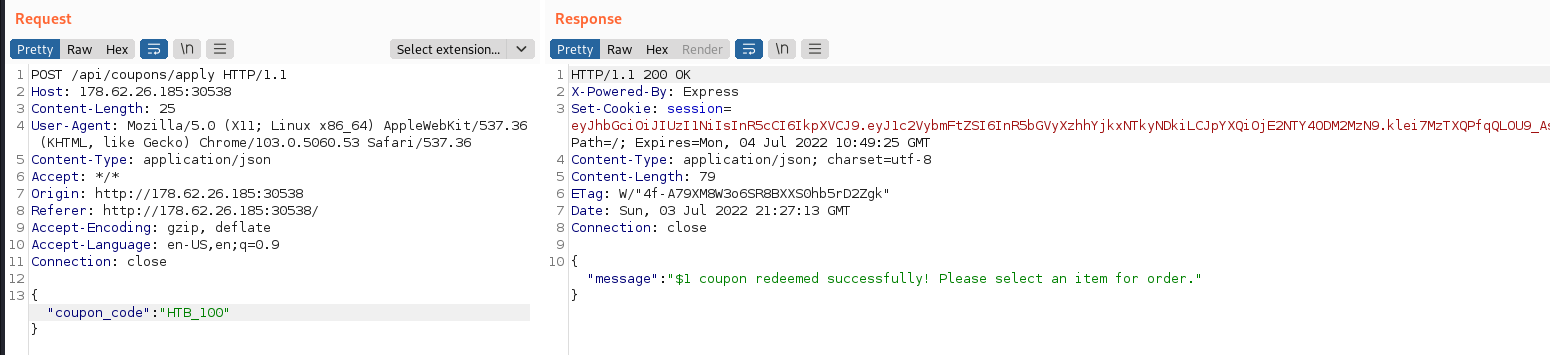 Request
Pretty Raw Hex \n Select extension...
1 POST /api/coupons/apply HTTP/1.1
2 Host: 178.62.26.185:30538
3 Content-Length: 25
4 User-Agent: Mozilla/5.0 (X11; Linux x86_64) AppleWebKit/537.36
(KHTML, like Gecko) Chrome/103.0.5060.53 Safari/537.36
5 Content-Type: application/json
6 Accept: */*
7 Origin: http://178.62.26.185:30538
8 Referer: http://178.62.26.185:30538/
9 Accept-Encoding: gzip, deflate
10 Accept-Language: en-US,en;q=0.9
11 Connection: close
12
13 {
"coupon_code":"HTB_100"
}
Response
Pretty Raw Hex Render \n
1 HTTP/1.1 200 OK
2 X-Powered-By: Express
3 Set-Cookie: session=
eyJhbGciOiJIUzI1NiIsInR5cCI6IkpXVCJ9.eyJ1c2VybmFtZSI6InR5bGVyXzhhYjkxNTkyNDkiLCJpYXQiOjE2NTY4ODM2MzN9.klei7MzTXQPfqQLOU9_As
Path=/; Expires=Mon, 04 Jul 2022 10:49:25 GMT
4 Content-Type: application/json; charset=utf-8
5 Content-Length: 79
6 ETag: W/"4f-A79XM8W3o6SR8BXXS0hb5rD2Zgk"
7 Date: Sun, 03 Jul 2022 21:27:13 GMT
8 Connection: close
9
10 {
"message":"$1 coupon redeemed successfully! Please select an item for order."
}